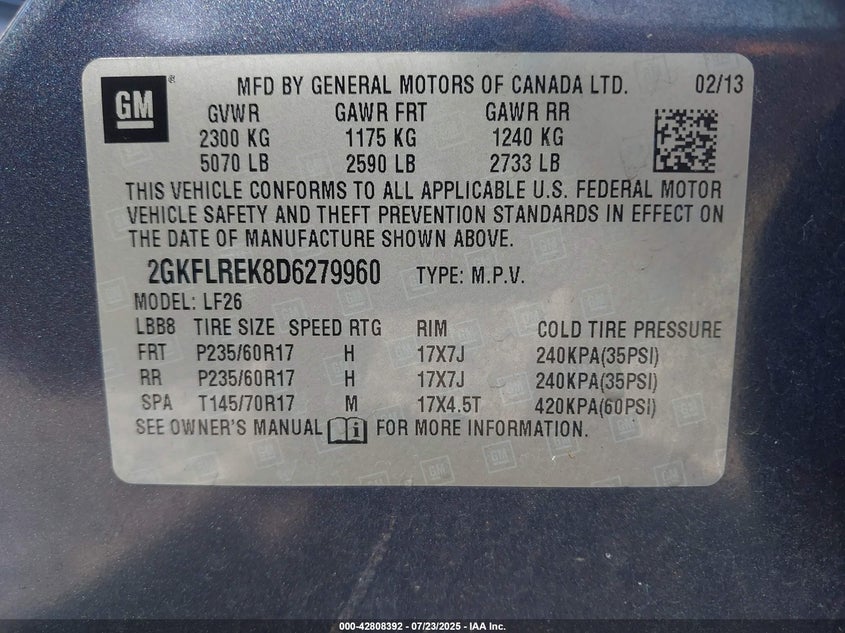 GM ® MFD BY GENERAL MOTORS OF CANADA LTD. 02/13
GVWR GAWR FRT GAWR RR
2300 KG 1175 KG 1240 KG
5070 LB 2590 LB 2733 LB
THIS VEHICLE CONFORMS TO ALL APPLICABLE U.S. FEDERAL MOTOR
VEHICLE SAFETY AND THEFT PREVENTION STANDARDS IN EFFECT ON
THE DATE OF MANUFACTURE SHOWN ABOVE.
2GKFLREK8D6279960 TYPE: M.P.V.
MODEL: LF26
LBB8 TIRE SIZE SPEED RTG RIM COLD TIRE PRESSURE
FRT P235/60R17 H 17X7J 240KPA(35PSI)
RR P235/60R17 H 17X7J 240KPA(35PSI)
SPA T145/70R17 M 17X4.5T 420KPA(60PSI)
SEE OWNER'S MANUAL FOR MORE INFORMATION.
000-42808392 - 07/23/2025 - IAA Inc.